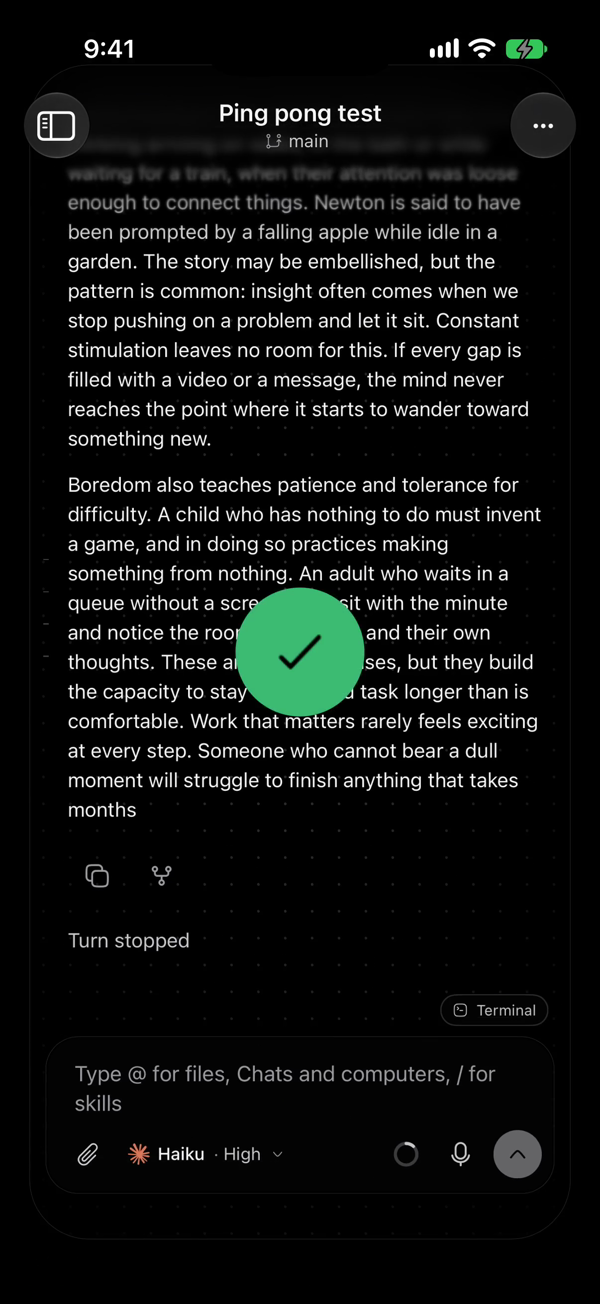 9:41
Ping pong test
main
waiting for a train, when their attention was loose
enough to connect things. Newton is said to have
been prompted by a falling apple while idle in a
garden. The story may be embellished, but the
pattern is common: insight often comes when we
stop pushing on a problem and let it sit. Constant
stimulation leaves no room for this. If every gap is
filled with a video or a message, the mind never
reaches the point where it starts to wander toward
something new.
Boredom also teaches patience and tolerance for
difficulty. A child who has nothing to do must invent
a game, and in doing so practices making
something from nothing. An adult who waits in a
queue without a sit with the minute
and notice the and their own
thoughts. These but they build
the capacity to stay task longer than is
comfortable. Work that matters rarely feels exciting
at every step. Someone who cannot bear a dull
moment will struggle to finish anything that takes
months
Turn stopped
Terminal
Type @ for files, Chats and computers, / for
skills
Haiku · High